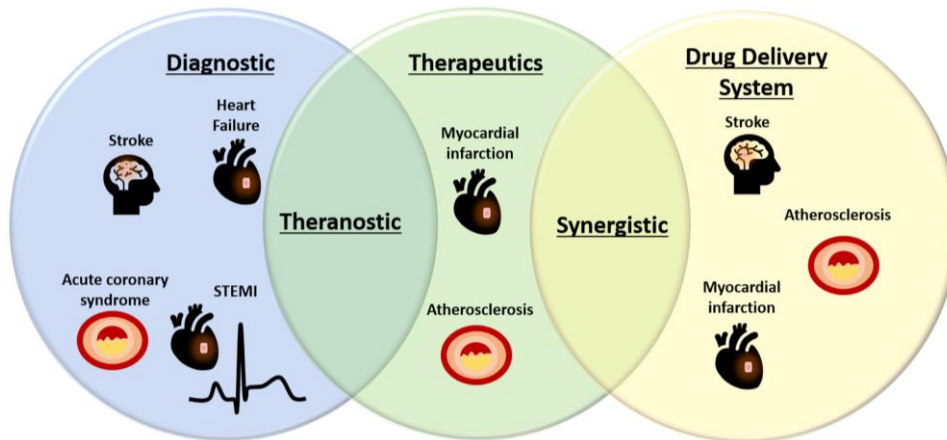 Diagnostic
Heart
Failure
Stroke
Acute coronary
syndrome
STEMI
Theranostic
Therapeutics
Myocardial
infarction
Atherosclerosis
Synergistic
Drug Delivery
System
Stroke
Atherosclerosis
Myocardial
infarction